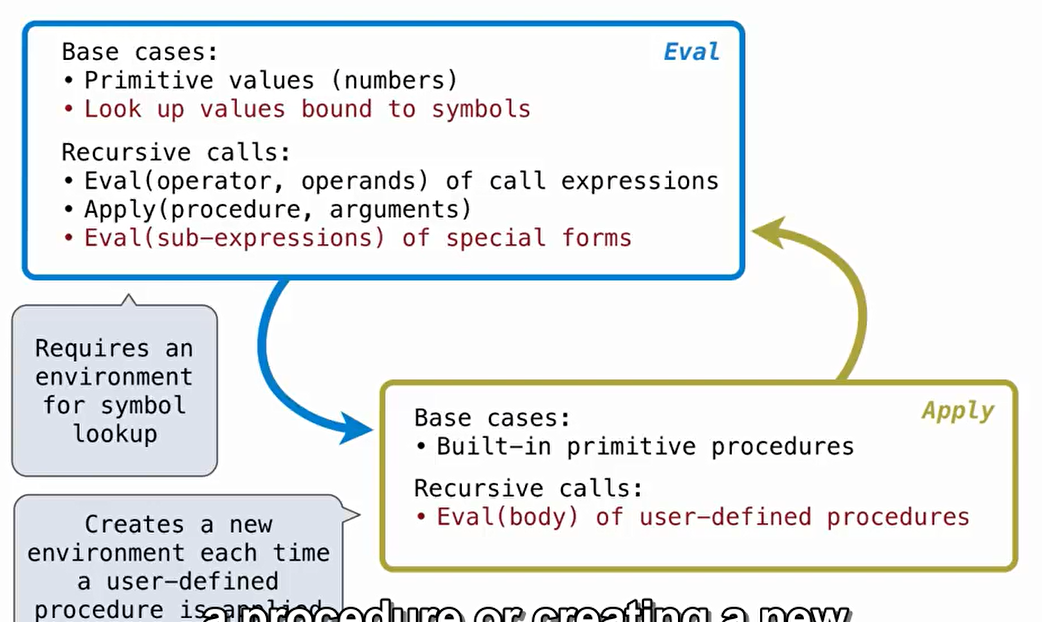 Eval
Base cases:
• Primitive values (numbers)
• Look up values bound to symbols
Recursive calls:
• Eval(operator, operands) of call expressions
• Apply(procedure, arguments)
• Eval(sub-expressions) of special forms
Requires an
environment
for symbol
lookup
Apply
Base cases:
• Built-in primitive procedures
Recursive calls:
• Eval(body) of user-defined procedures
Creates a new
environment each time
a user-defined
procedure is applied
a procedure or creating a new